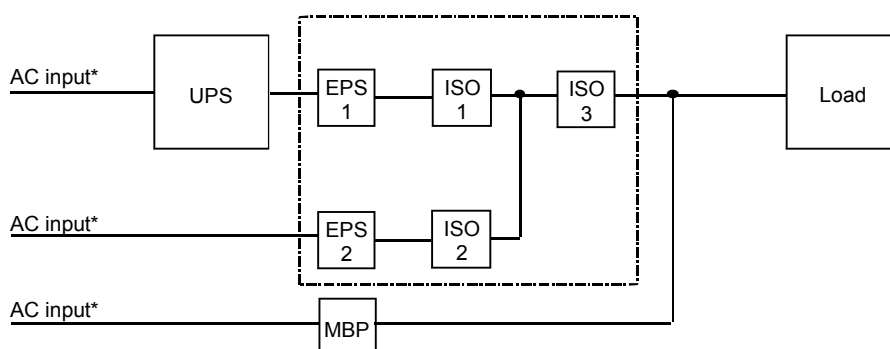 AC input*
UPS
EPS
1
ISO
1
ISO
3
Load
AC input*
EPS
2
ISO
2
AC input*
MBP